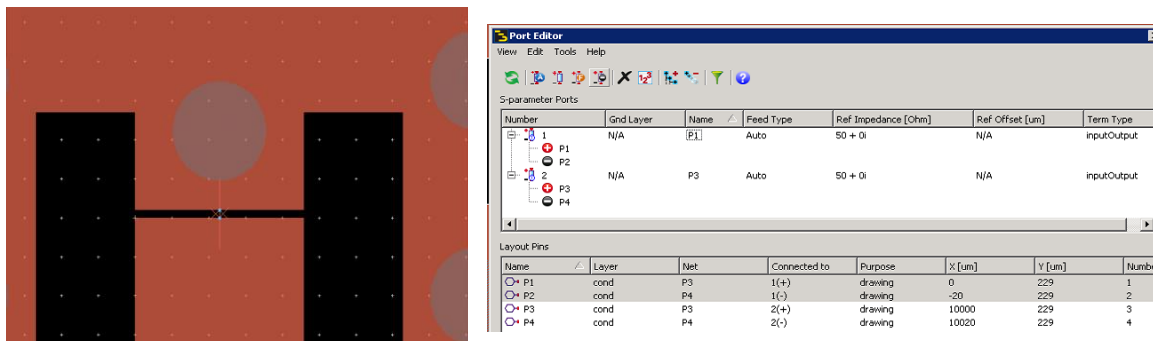 Port Editor
View Edit Tools Help
S-parameter Ports
Number Gnd Layer Name Feed Type Ref Impedance [Ohm] Ref Offset [um] Term Type
1 N/A P1 Auto 50 + 0i N/A inputOutput
P1
P2
2 N/A P3 Auto 50 + 0i N/A inputOutput
P3
P4
Layout Pins
Name Layer Net Connected to Purpose X [um] Y [um] Numbe
P1 cond P3 1(+) drawing 0 229 1
P2 cond P4 1(-) drawing -20 229 2
P3 cond P3 2(+) drawing 10000 229 3
P4 cond P4 2(-) drawing 10020 229 4